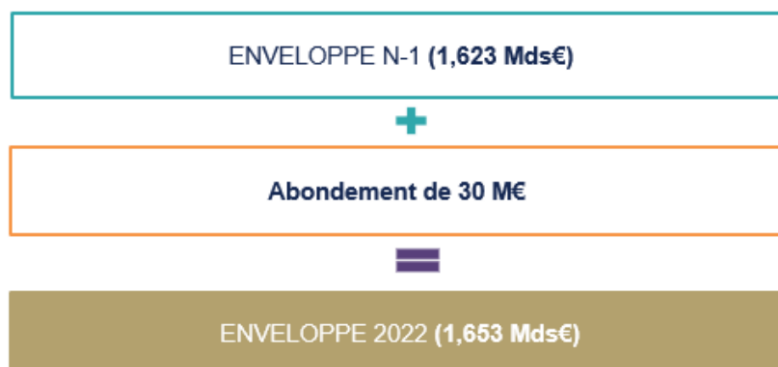 ENVELOPPE N-1 (1,623 Mds€)
+
Abondement de 30 M€
=
ENVELOPPE 2022 (1,653 Mds€)